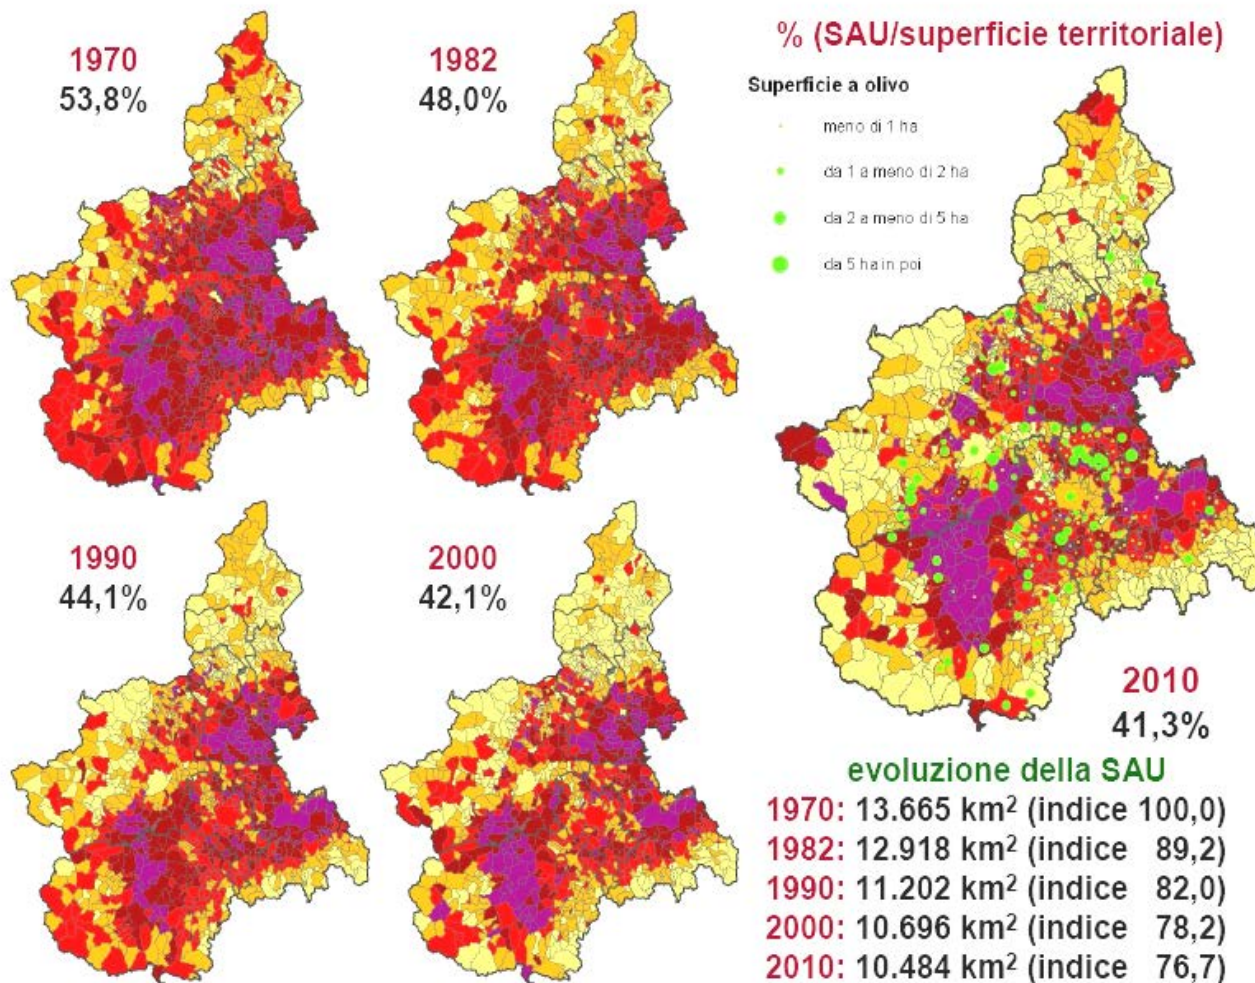 1970
53,8%
1982
48,0%
% (SAU/superficie territoriale)
Superficie a olivo
meno di 1 ha
da 1 a meno di 2 ha
da 2 a meno di 5 ha
da 5 ha in poi
1990
44,1%
2000
42,1%
2010
41,3%
evoluzione della SAU
1970: 13.665 km² (indice 100,0)
1982: 12.918 km² (indice 89,2)
1990: 11.202 km² (indice 82,0)
2000: 10.696 km² (indice 78,2)
2010: 10.484 km² (indice 76,7)